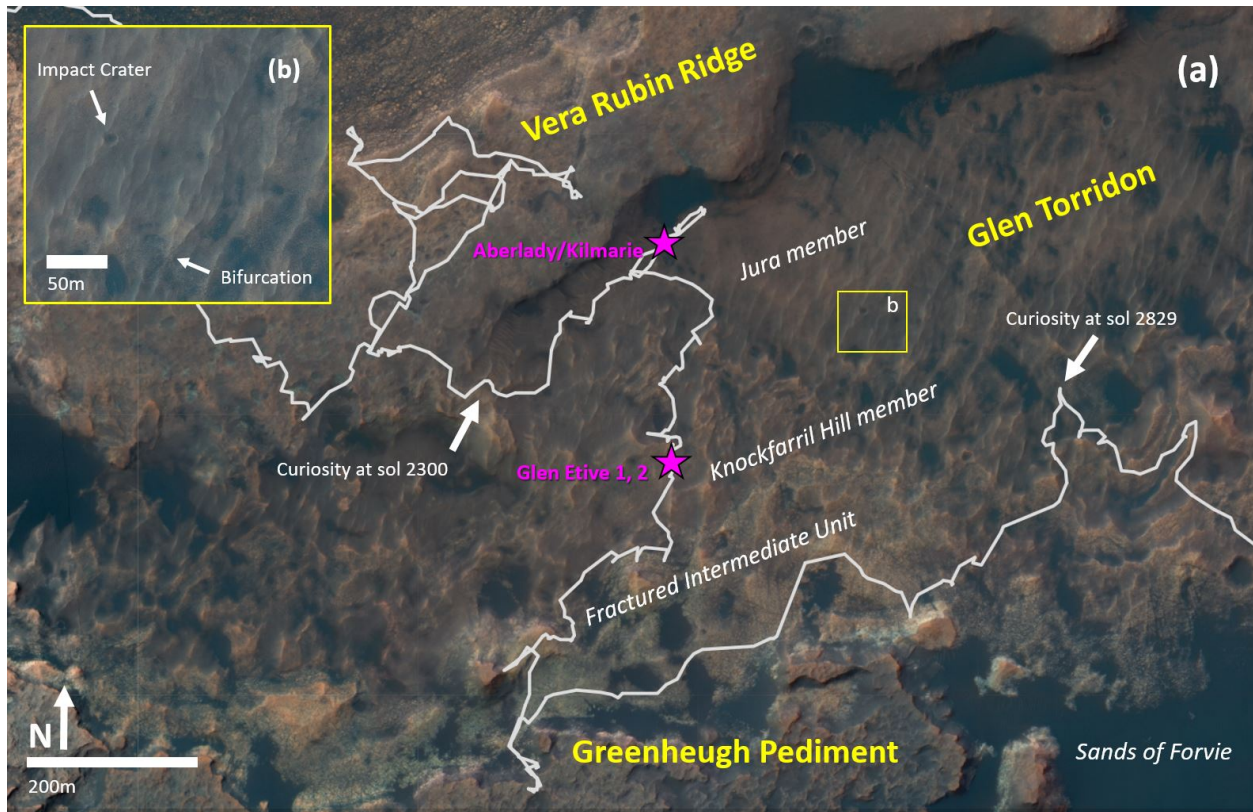 (b)
Impact Crater
Bifurcation
50m
(a)
Vera Rubin Ridge
Glen Torridon
Aberlady/Kilmarie
Jura member
b
Curiosity at sol 2829
Curiosity at sol 2300
Glen Etive 1, 2
Knockfarril Hill member
Fractured Intermediate Unit
N
200m
Greenheugh Pediment
Sands of Forvie